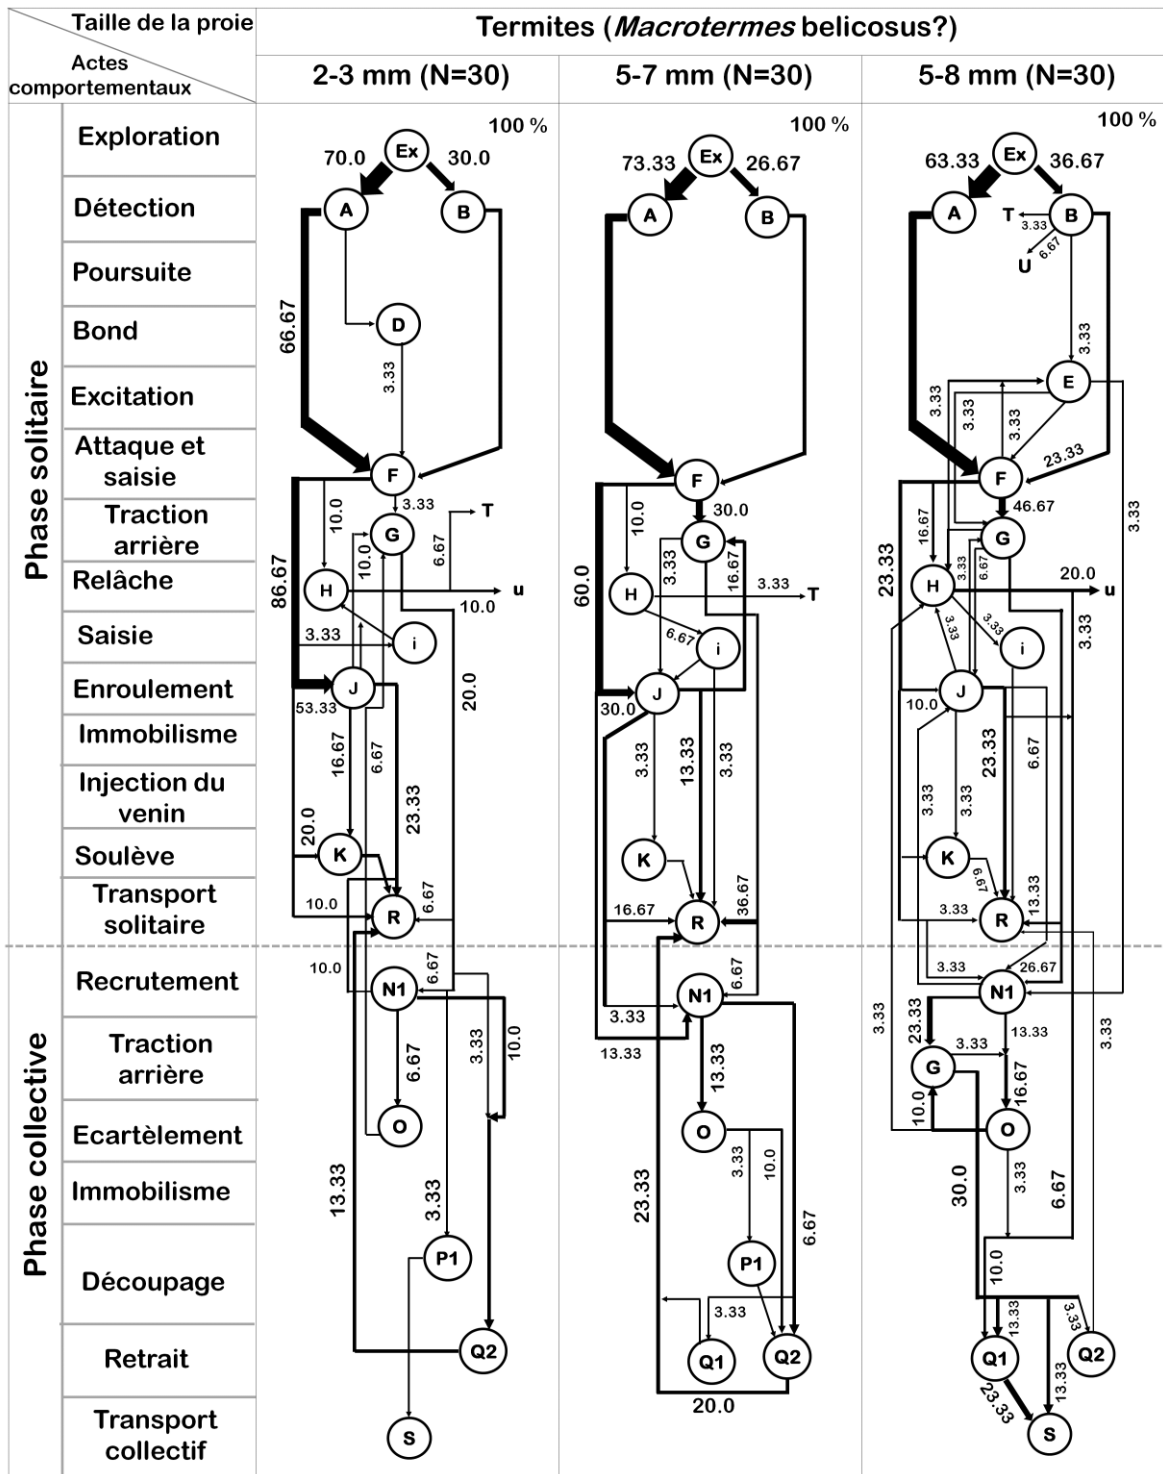 Taille de la proie
Actes
comportementaux
Termites (Macrotermes belicosus?)
2-3 mm (N=30)
5-7 mm (N=30)
5-8 mm (N=30)
Phase solitaire
Exploration
Détection
Poursuite
Bond
Excitation
Attaque et
saisie
Traction
arrière
Relâche
Saisie
Enroulement
Immobilisme
Injection du
venin
Soulève
Transport
solitaire
Phase collective
Recrutement
Traction
arrière
Ecartèlement
Immobilisme
Découpage
Retrait
Transport
collectif
100 %
Ex
70.0
30.0
A
B
66.67
D
3.33
F
10.0
3.33
T
G
10.0
6.67
86.67
H
u
10.0
3.33
i
J
53.33
20.0
16.67
6.67
23.33
20.0
K
10.0
6.67
R
10.0
6.67
N1
6.67
3.33
10.0
O
13.33
3.33
P1
Q2
S
100 %
Ex
73.33
26.67
A
B
F
10.0
30.0
G
3.33
16.67
60.0
H
3.33
T
6.67
i
J
30.0
3.33
13.33
3.33
K
16.67
36.67
R
6.67
N1
3.33
13.33
13.33
O
3.33
10.0
23.33
6.67
P1
3.33
Q1
Q2
20.0
100 %
Ex
63.33
36.67
A
B
T
3.33
6.67
U
3.33
E
3.33
3.33
3.33
23.33
F
46.67
3.33
16.67
G
23.33
3.33
6.67
H
20.0
u
3.33
3.33
3.33
i
J
10.0
23.33
6.67
3.33
3.33
K
6.67
13.33
3.33
R
3.33
26.67
N1
3.33
23.33
13.33
3.33
3.33
G
16.67
10.0
O
3.33
30.0
6.67
10.0
13.33
3.33
Q1
Q2
13.33
23.33
S